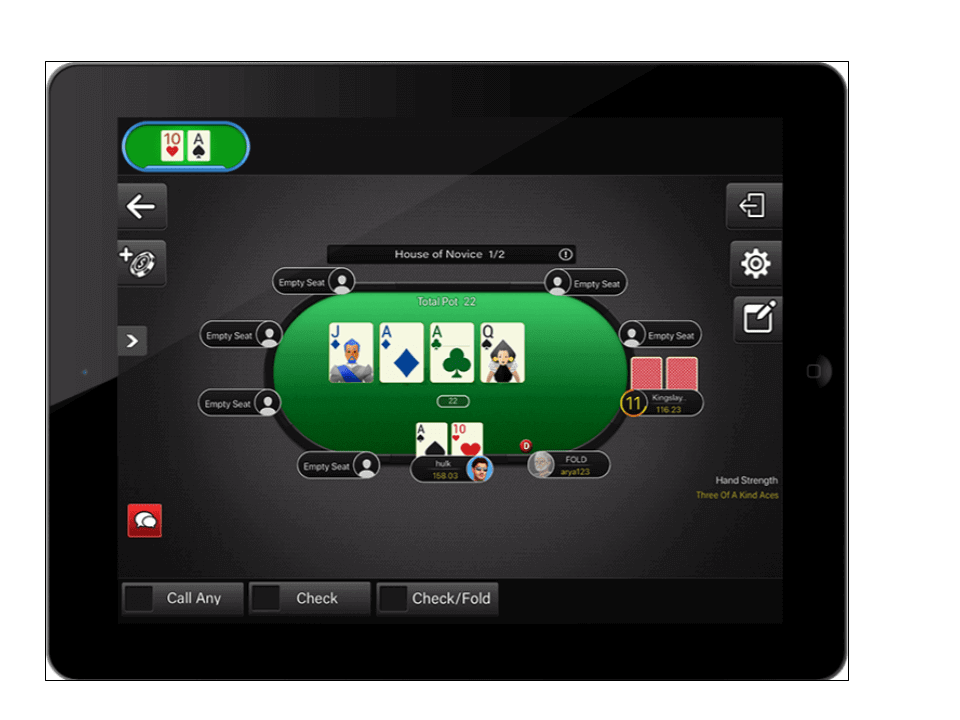 10 A
House of Novice 1/2
Empty Seat
Empty Seat
Total Pot 22
J A A Q
Empty Seat
Empty Seat
22
11
Kingslay..
116.23
Empty Seat
A 10
D
hulk
158.03
FOLD
arya123
Empty Seat
Hand Strength
Three Of A Kind Aces
Call Any
Check
Check/Fold